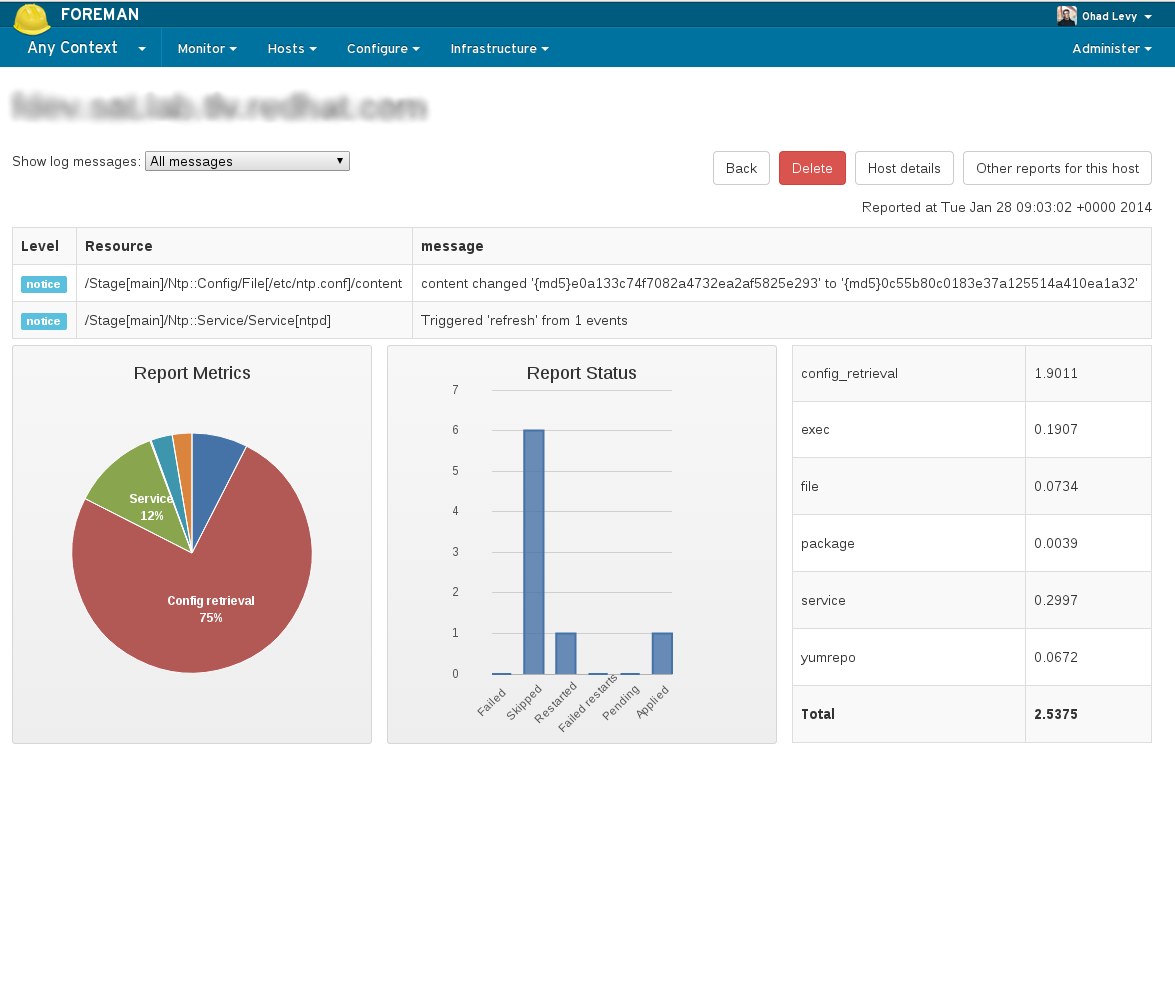 FOREMAN
Ohad Levy
Any Context
Monitor
Hosts
Configure
Infrastructure
Administer
Show log messages: All messages
Back
Delete
Host details
Other reports for this host
Reported at Tue Jan 28 09:03:02 +0000 2014
Level Resource message
notice /Stage[main]/Ntp::Config/File[/etc/ntp.conf]/content content changed '{md5}e0a133c74f7082a4732ea2af5825e293' to '{md5}0c55b80c0183e37a125514a410ea1a32'
notice /Stage[main]/Ntp::Service/Service[ntpd] Triggered 'refresh' from 1 events
Report Metrics
Service
12%
Config retrieval
75%
Report Status
7
6
5
4
3
2
1
0
Failed
Skipped
Restarted
Failed restarts
Pending
Applied
config_retrieval 1.9011
exec 0.1907
file 0.0734
package 0.0039
service 0.2997
yumrepo 0.0672
Total 2.5375